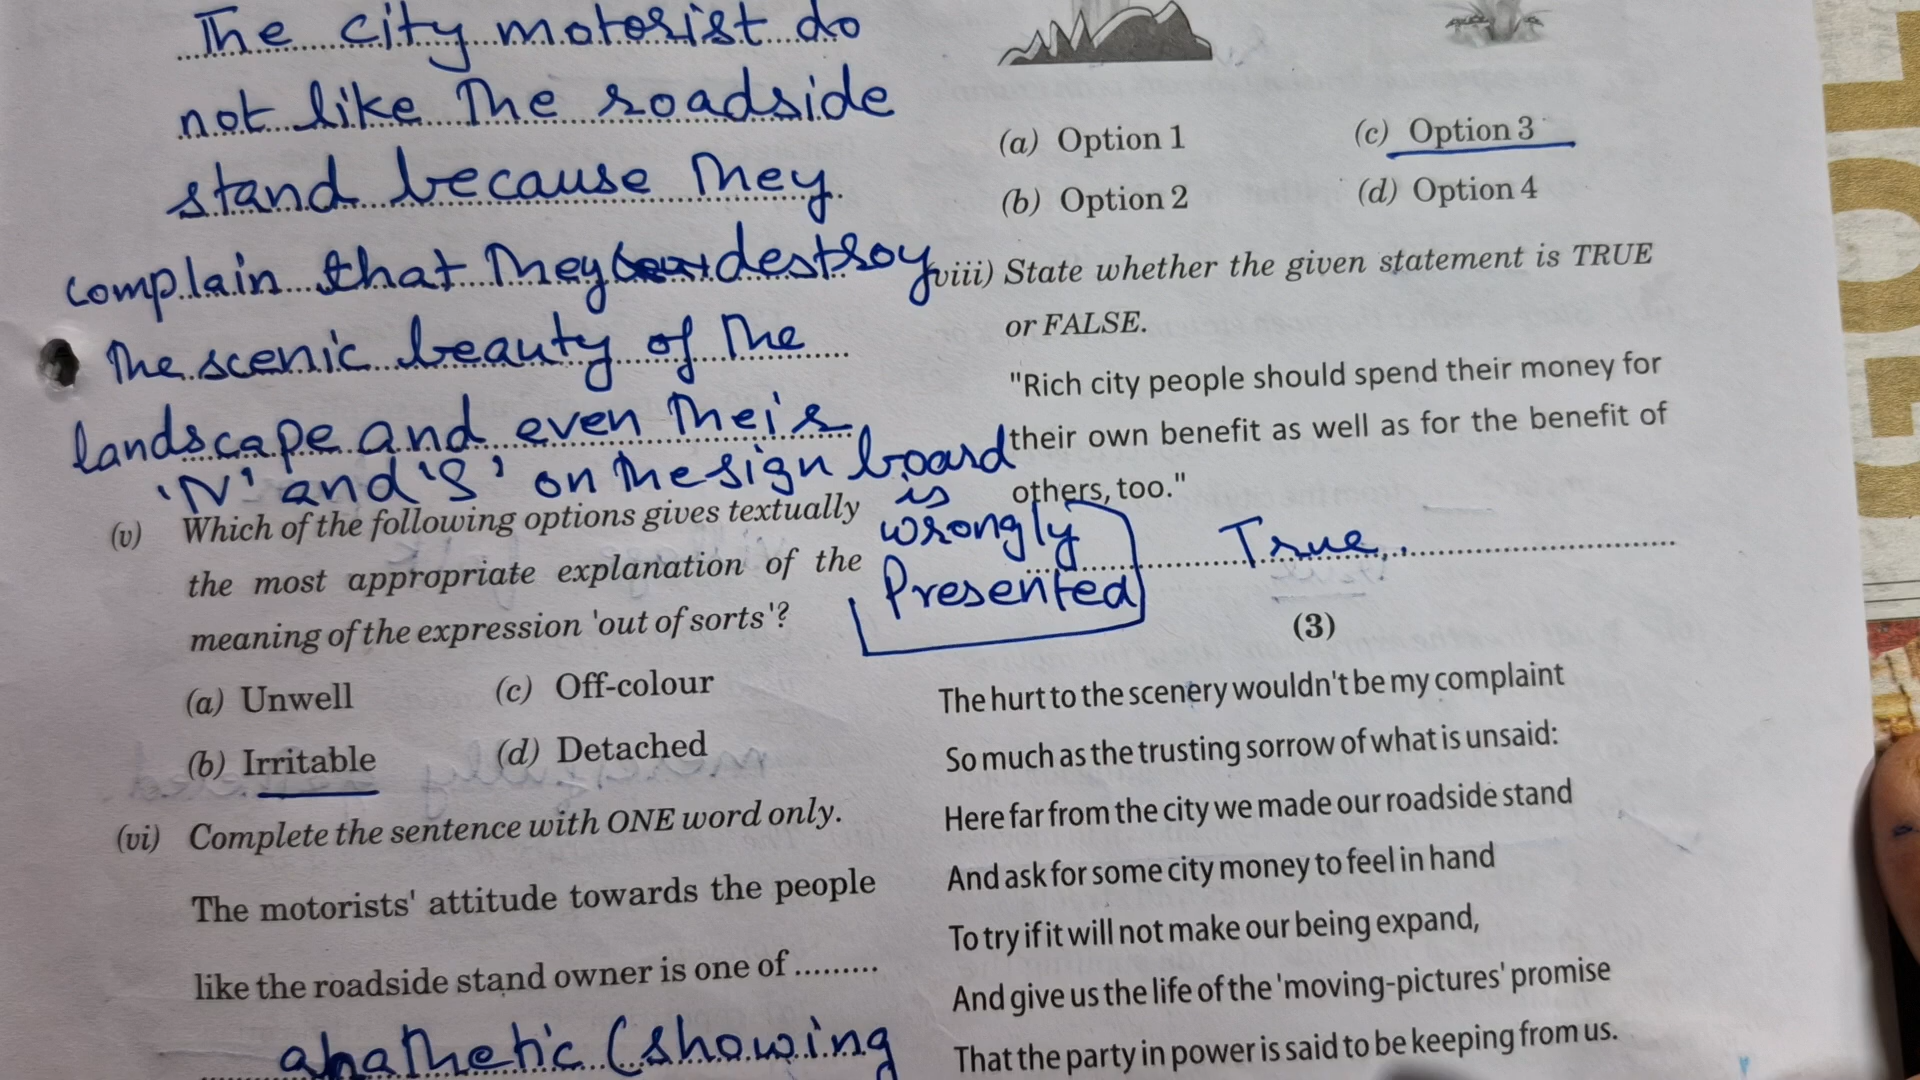 The city motorist do
not like The roadside
stand because They
complain that They destroy
The scenic beauty of The
landscape and even Their
'N' and 'S' on The sign board
is
wrongly
Presented
(v) Which of the following options gives textually
the most appropriate explanation of the
meaning of the expression 'out of sorts'?
(a) Unwell (c) Off-colour
(b) Irritable (d) Detached
(vi) Complete the sentence with ONE word only.
The motorists' attitude towards the people
like the roadside stand owner is one of .........
apathetic (showing
(a) Option 1 (c) Option 3
(b) Option 2 (d) Option 4
viii) State whether the given statement is TRUE
or FALSE.
"Rich city people should spend their money for
their own benefit as well as for the benefit of
others, too."
True
(3)
The hurt to the scenery wouldn't be my complaint
So much as the trusting sorrow of what is unsaid:
Here far from the city we made our roadside stand
And ask for some city money to feel in hand
To try if it will not make our being expand,
And give us the life of the 'moving-pictures' promise
That the party in power is said to be keeping from us.